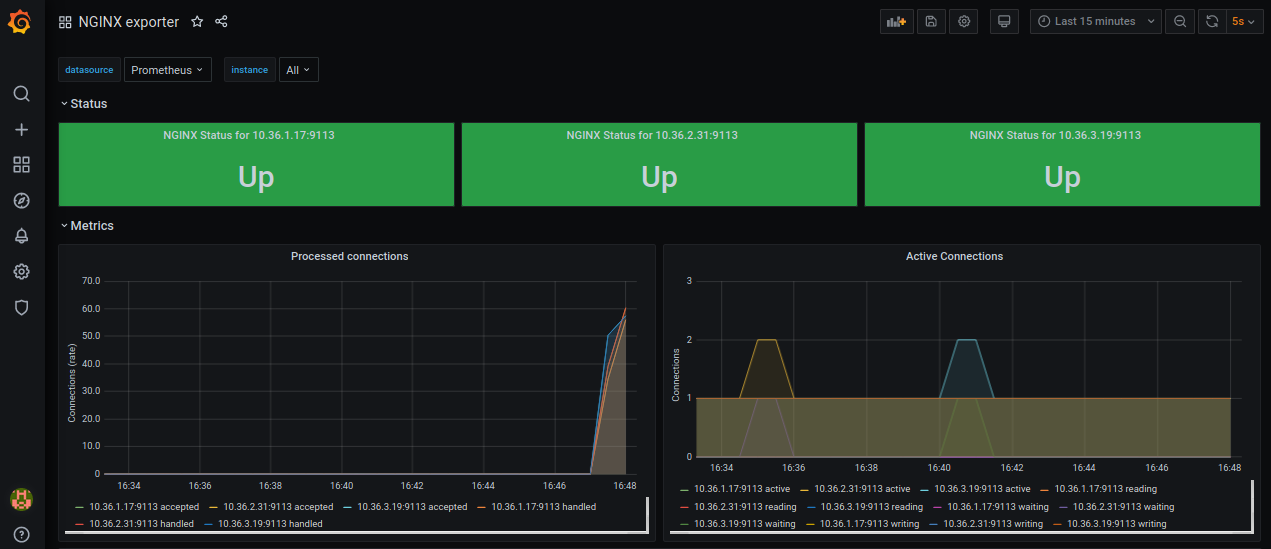 NGINX exporter
Last 15 minutes
5s
datasource Prometheus instance All
Status
NGINX Status for 10.36.1.17:9113
Up
NGINX Status for 10.36.2.31:9113
Up
NGINX Status for 10.36.3.19:9113
Up
Metrics
Processed connections
Connections (rate)
70.0
60.0
50.0
40.0
30.0
20.0
10.0
0
16:34 16:36 16:38 16:40 16:42 16:44 16:46 16:48
10.36.1.17:9113 accepted 10.36.2.31:9113 accepted 10.36.3.19:9113 accepted 10.36.1.17:9113 handled
10.36.2.31:9113 handled 10.36.3.19:9113 handled
Active Connections
Connections
3
2
1
0
16:34 16:36 16:38 16:40 16:42 16:44 16:46 16:48
10.36.1.17:9113 active 10.36.2.31:9113 active 10.36.3.19:9113 active 10.36.1.17:9113 reading
10.36.2.31:9113 reading 10.36.3.19:9113 reading 10.36.1.17:9113 waiting 10.36.2.31:9113 waiting
10.36.3.19:9113 waiting 10.36.1.17:9113 writing 10.36.2.31:9113 writing 10.36.3.19:9113 writing